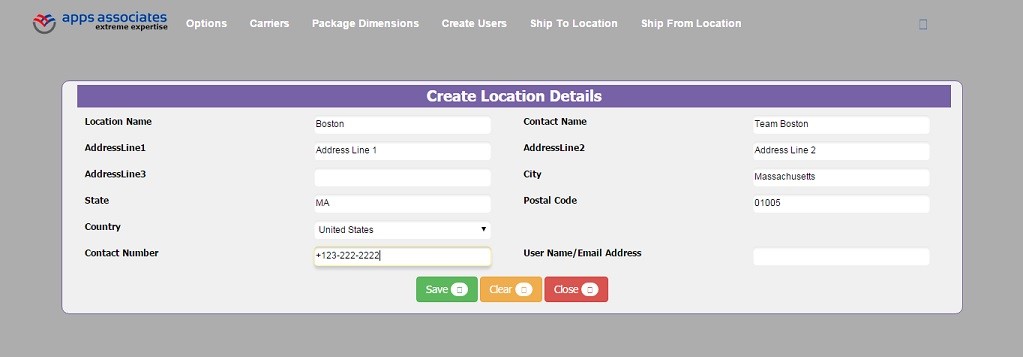 apps associates
extreme expertise
Options Carriers Package Dimensions Create Users Ship To Location Ship From Location
Create Location Details
Location Name Boston Contact Name Team Boston
AddressLine1 Address Line 1 AddressLine2 Address Line 2
AddressLine3 City Massachusetts
State MA Postal Code 01005
Country United States
Contact Number +123-222-2222 User Name/Email Address
Save Clear Close